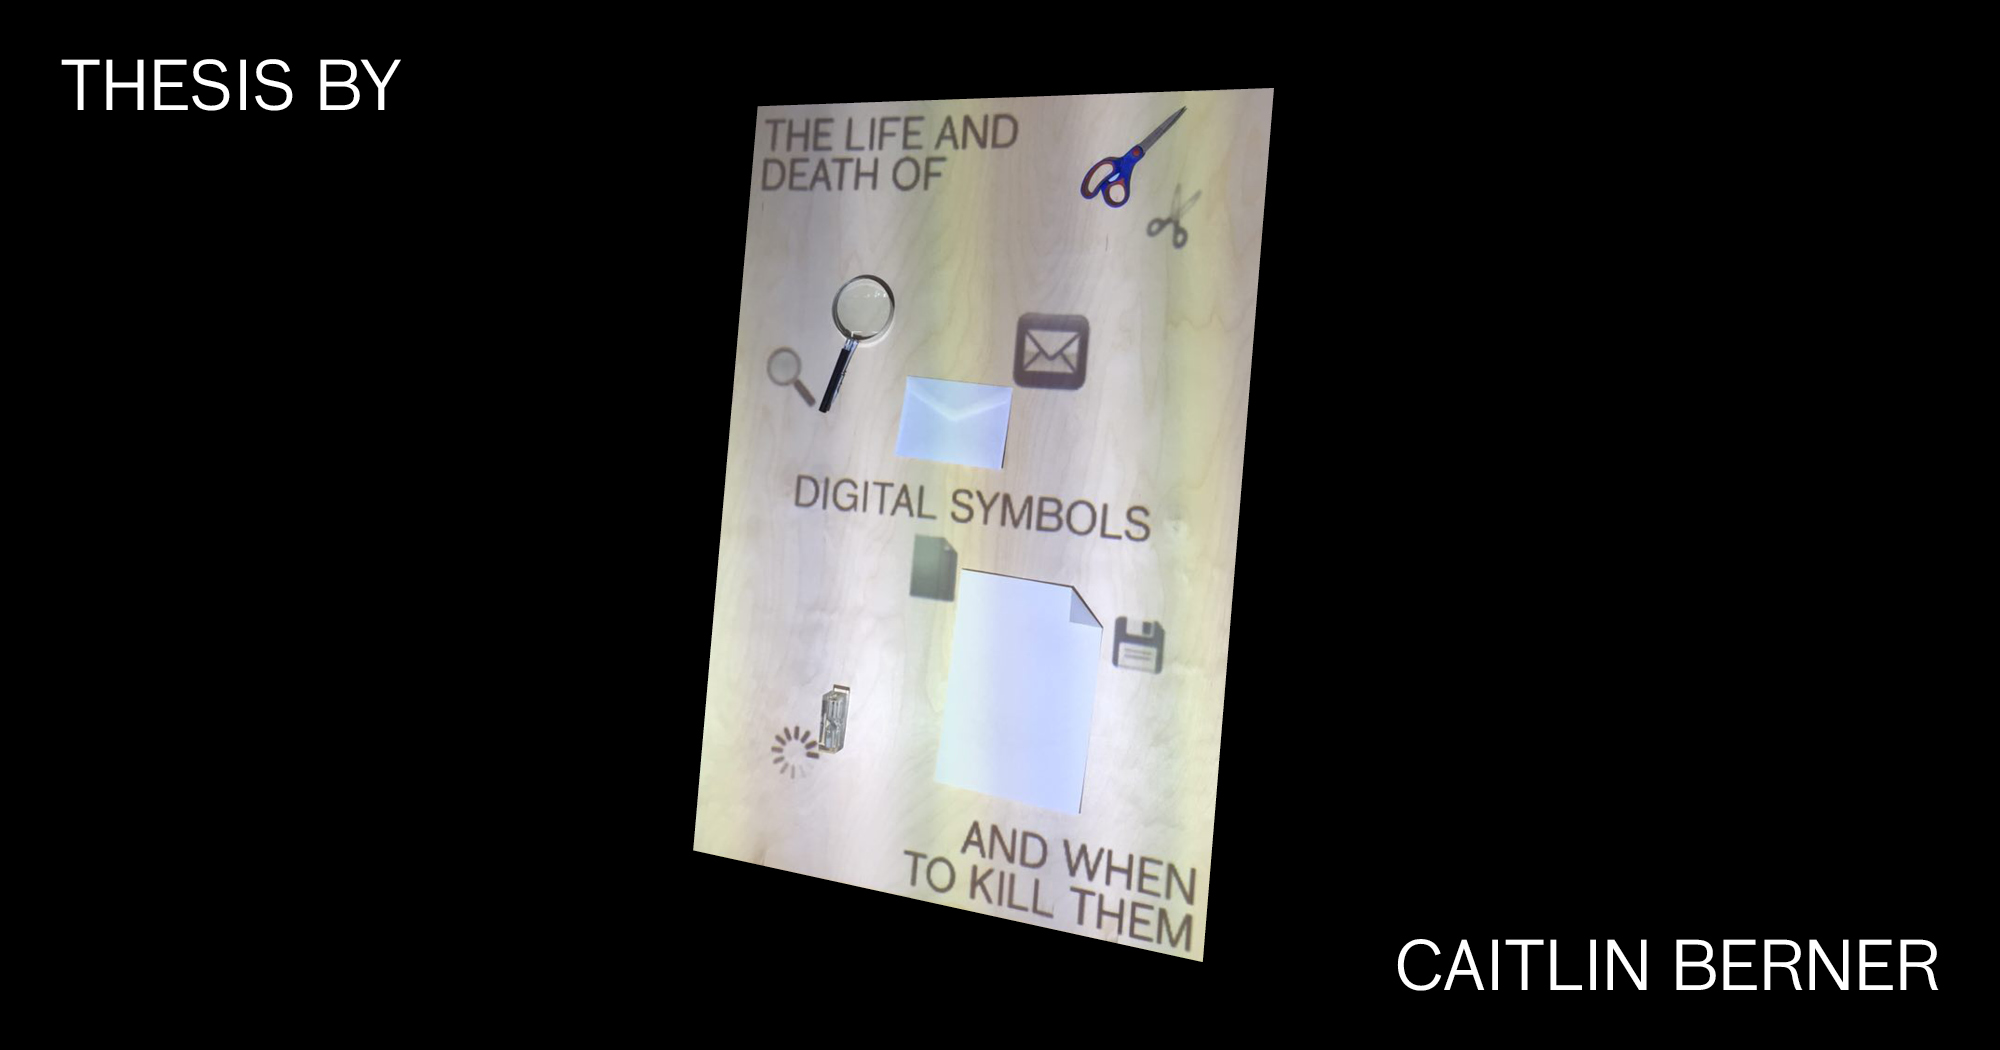 THESIS BY
THE LIFE AND
DEATH OF
DIGITAL SYMBOLS
AND WHEN
TO KILL THEM
CAITLIN BERNER